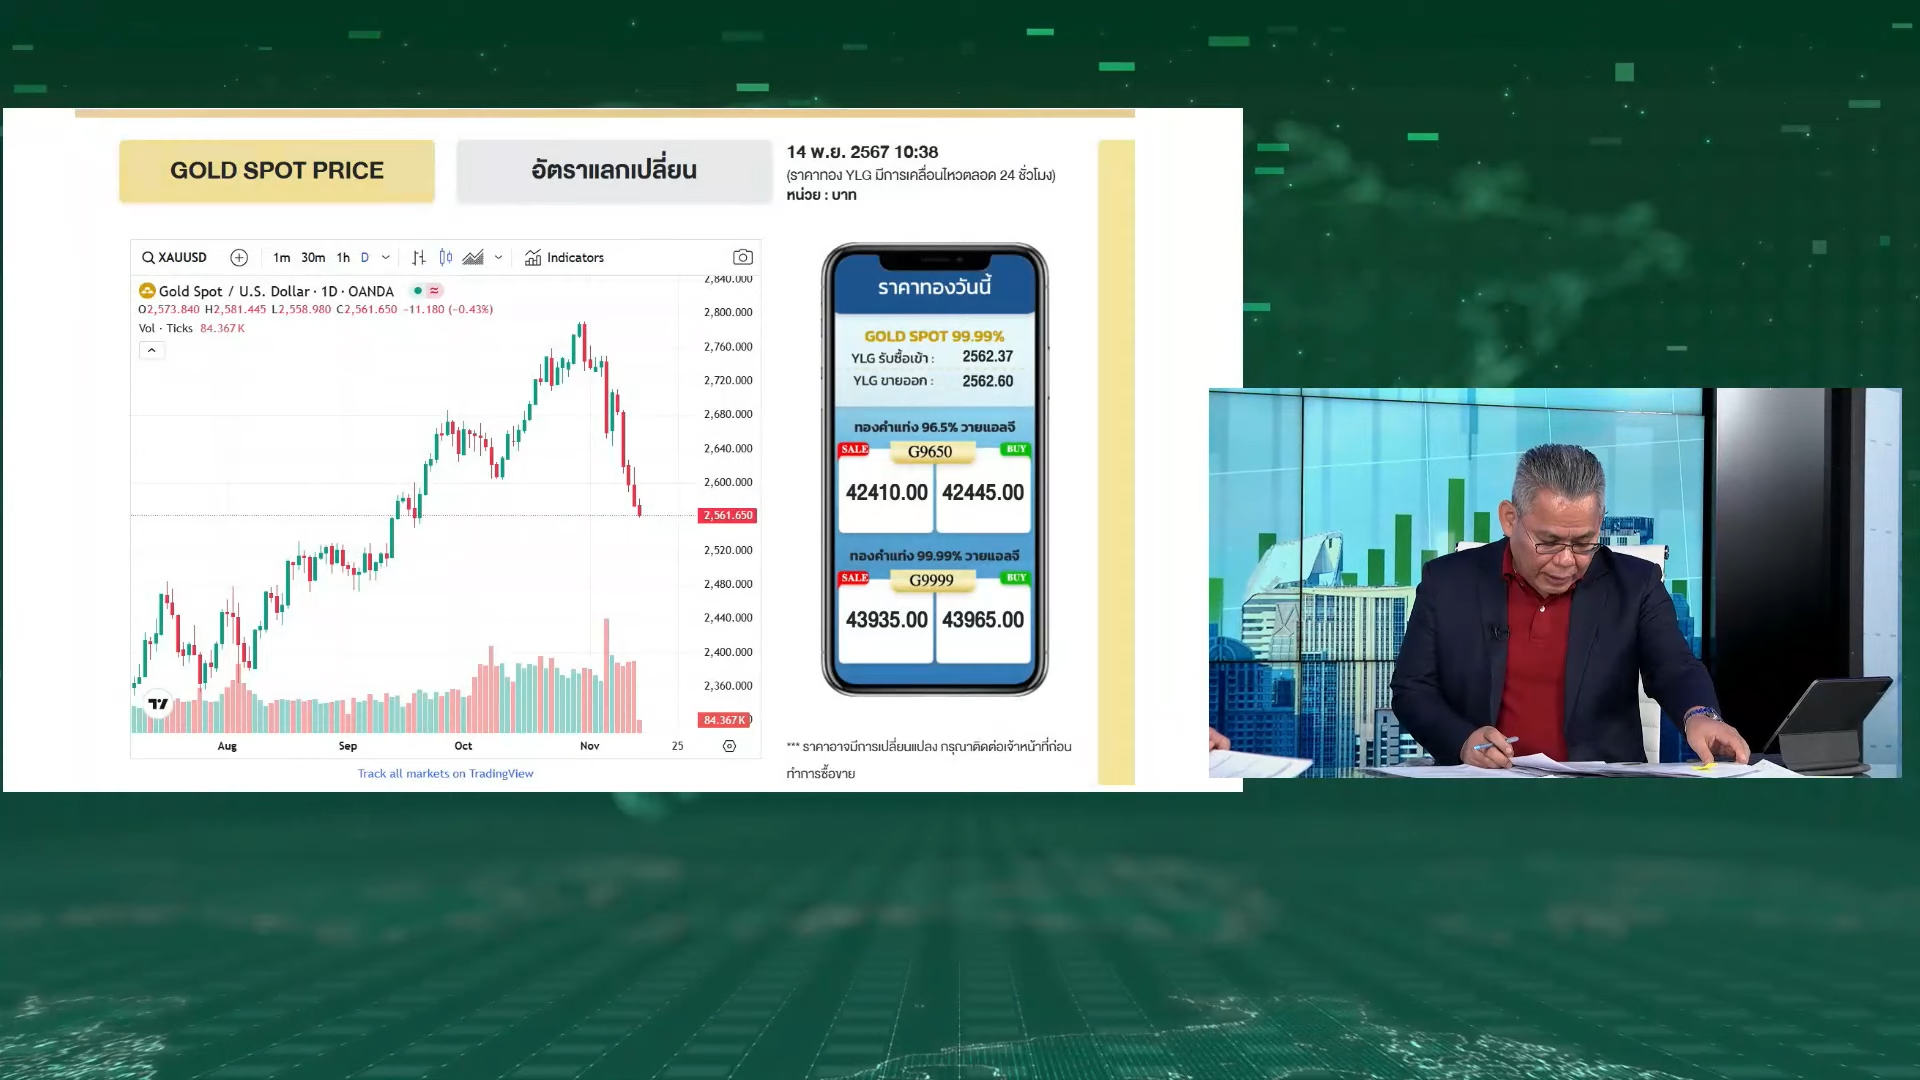 GOLD SPOT PRICE
อัตราแลกเปลี่ยน
14 พ.ย. 2567 10:38
(ราคาทอง YLG มีการเคลื่อนไหวตลอด 24 ชั่วโมง)
หน่วย : บาท
XAUUSD
1m 30m 1h D
Indicators
Gold Spot / U.S. Dollar · 1D · OANDA
O2,573.840 H2,581.445 L2,558.980 C2,561.650 -11.180 (-0.43%)
Vol · Ticks 84.367K
2,840.000
2,800.000
2,760.000
2,720.000
2,680.000
2,640.000
2,600.000
2,561.650
2,520.000
2,480.000
2,440.000
2,400.000
2,360.000
84.367K
Aug Sep Oct Nov 25
Track all markets on TradingView
ราคาทองวันนี้
GOLD SPOT 99.99%
YLG รับซื้อเข้า : 2562.37
YLG ขายออก : 2562.60
ทองคำแท่ง 96.5% วายแอลจี
SALE G9650 BUY
42410.00 42445.00
ทองคำแท่ง 99.99% วายแอลจี
SALE G9999 BUY
43935.00 43965.00
*** ราคาอาจมีการเปลี่ยนแปลง กรุณาติดต่อเจ้าหน้าที่ก่อน
ทำการซื้อขาย